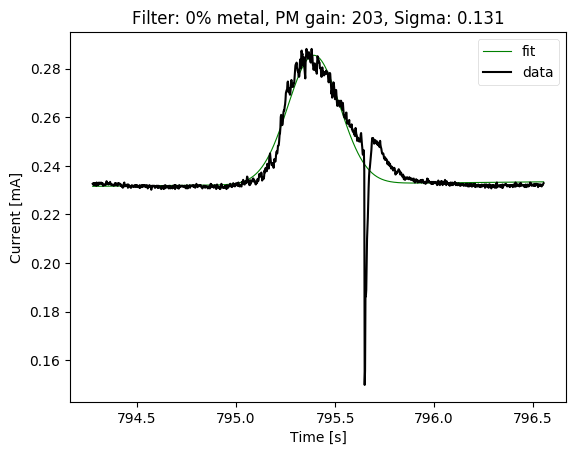 Filter: 0% metal, PM gain: 203, Sigma: 0.131
fit
data
0.28
0.26
0.24
0.22
0.20
0.18
0.16
Current [mA]
794.5
795.0
795.5
796.0
796.5
Time [s]